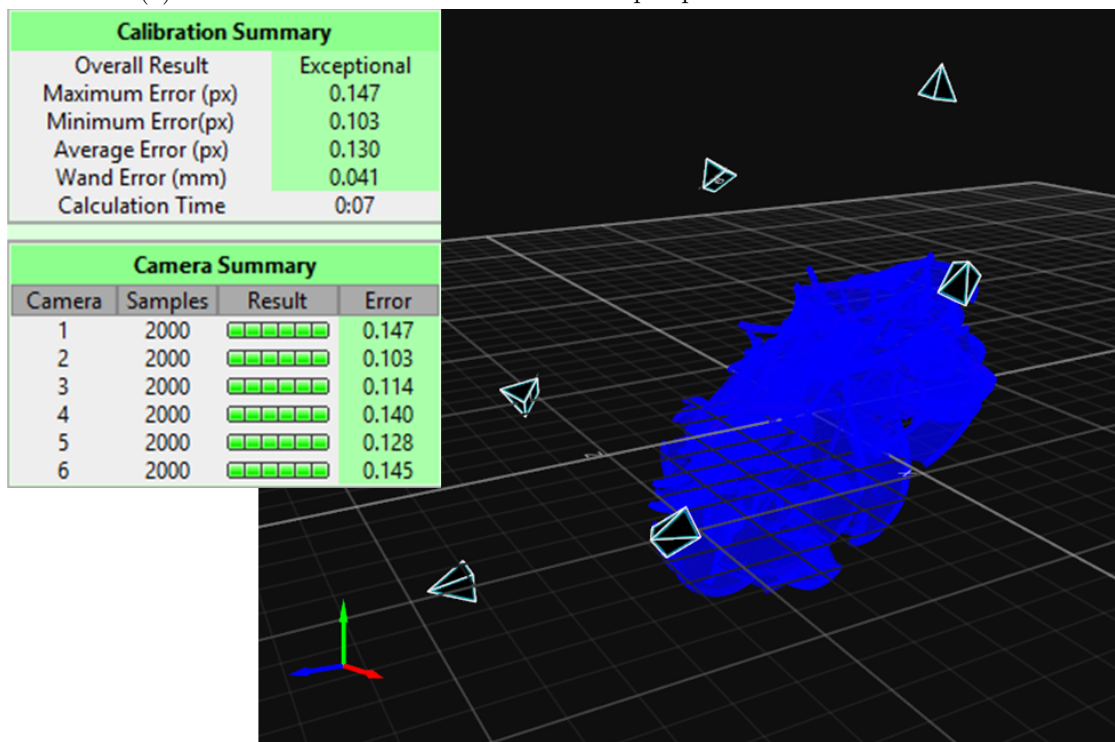 Calibration Summary
Overall Result Exceptional
Maximum Error (px) 0.147
Minimum Error(px) 0.103
Average Error (px) 0.130
Wand Error (mm) 0.041
Calculation Time 0:07
Camera Summary
Camera Samples Result Error
1 2000 0.147
2 2000 0.103
3 2000 0.114
4 2000 0.140
5 2000 0.128
6 2000 0.145